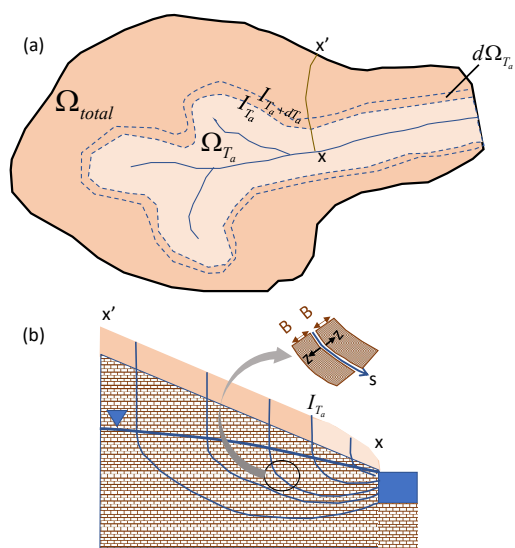 (a)
x'
dΩ_{T_a}
Ω_{total}
I_{T_a}
I_{T_a+dT_a}
Ω_{T_a}
x
(b)
x'
B
B
z
z
s
I_{T_a}
x